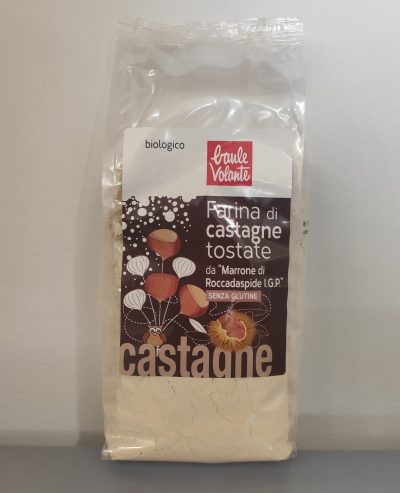 biologico
baule
volante
Farina di
castagne
tostate
da "Marrone di
Roccadaspide I.G.P."
SENZA GLUTINE
castagne